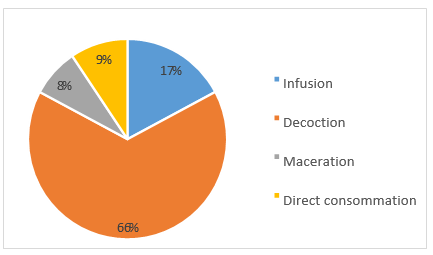 9%
17%
8%
66%
Infusion
Decoction
Maceration
Direct consommation